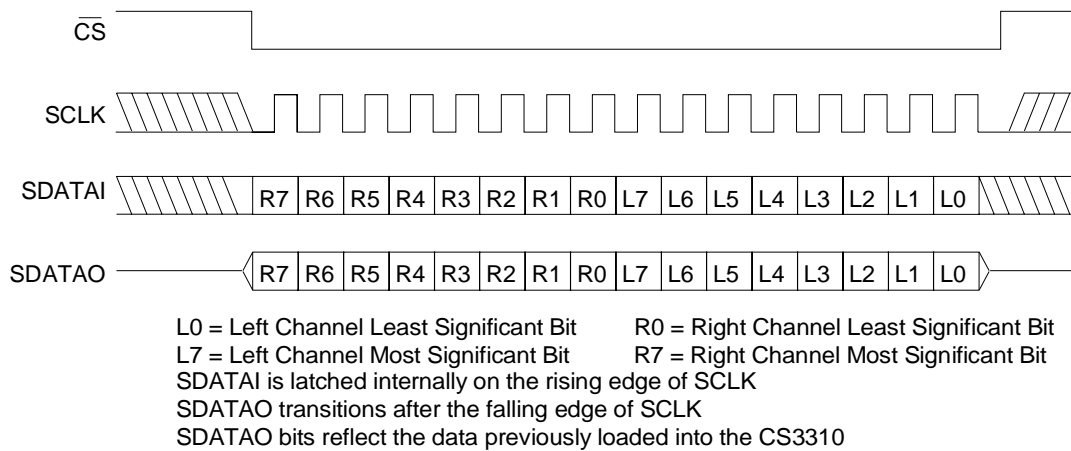 CS
SCLK
SDATAI R7 R6 R5 R4 R3 R2 R1 R0 L7 L6 L5 L4 L3 L2 L1 L0
SDATAO R7 R6 R5 R4 R3 R2 R1 R0 L7 L6 L5 L4 L3 L2 L1 L0
L0 = Left Channel Least Significant Bit R0 = Right Channel Least Significant Bit
L7 = Left Channel Most Significant Bit R7 = Right Channel Most Significant Bit
SDATAI is latched internally on the rising edge of SCLK
SDATAO transitions after the falling edge of SCLK
SDATAO bits reflect the data previously loaded into the CS3310